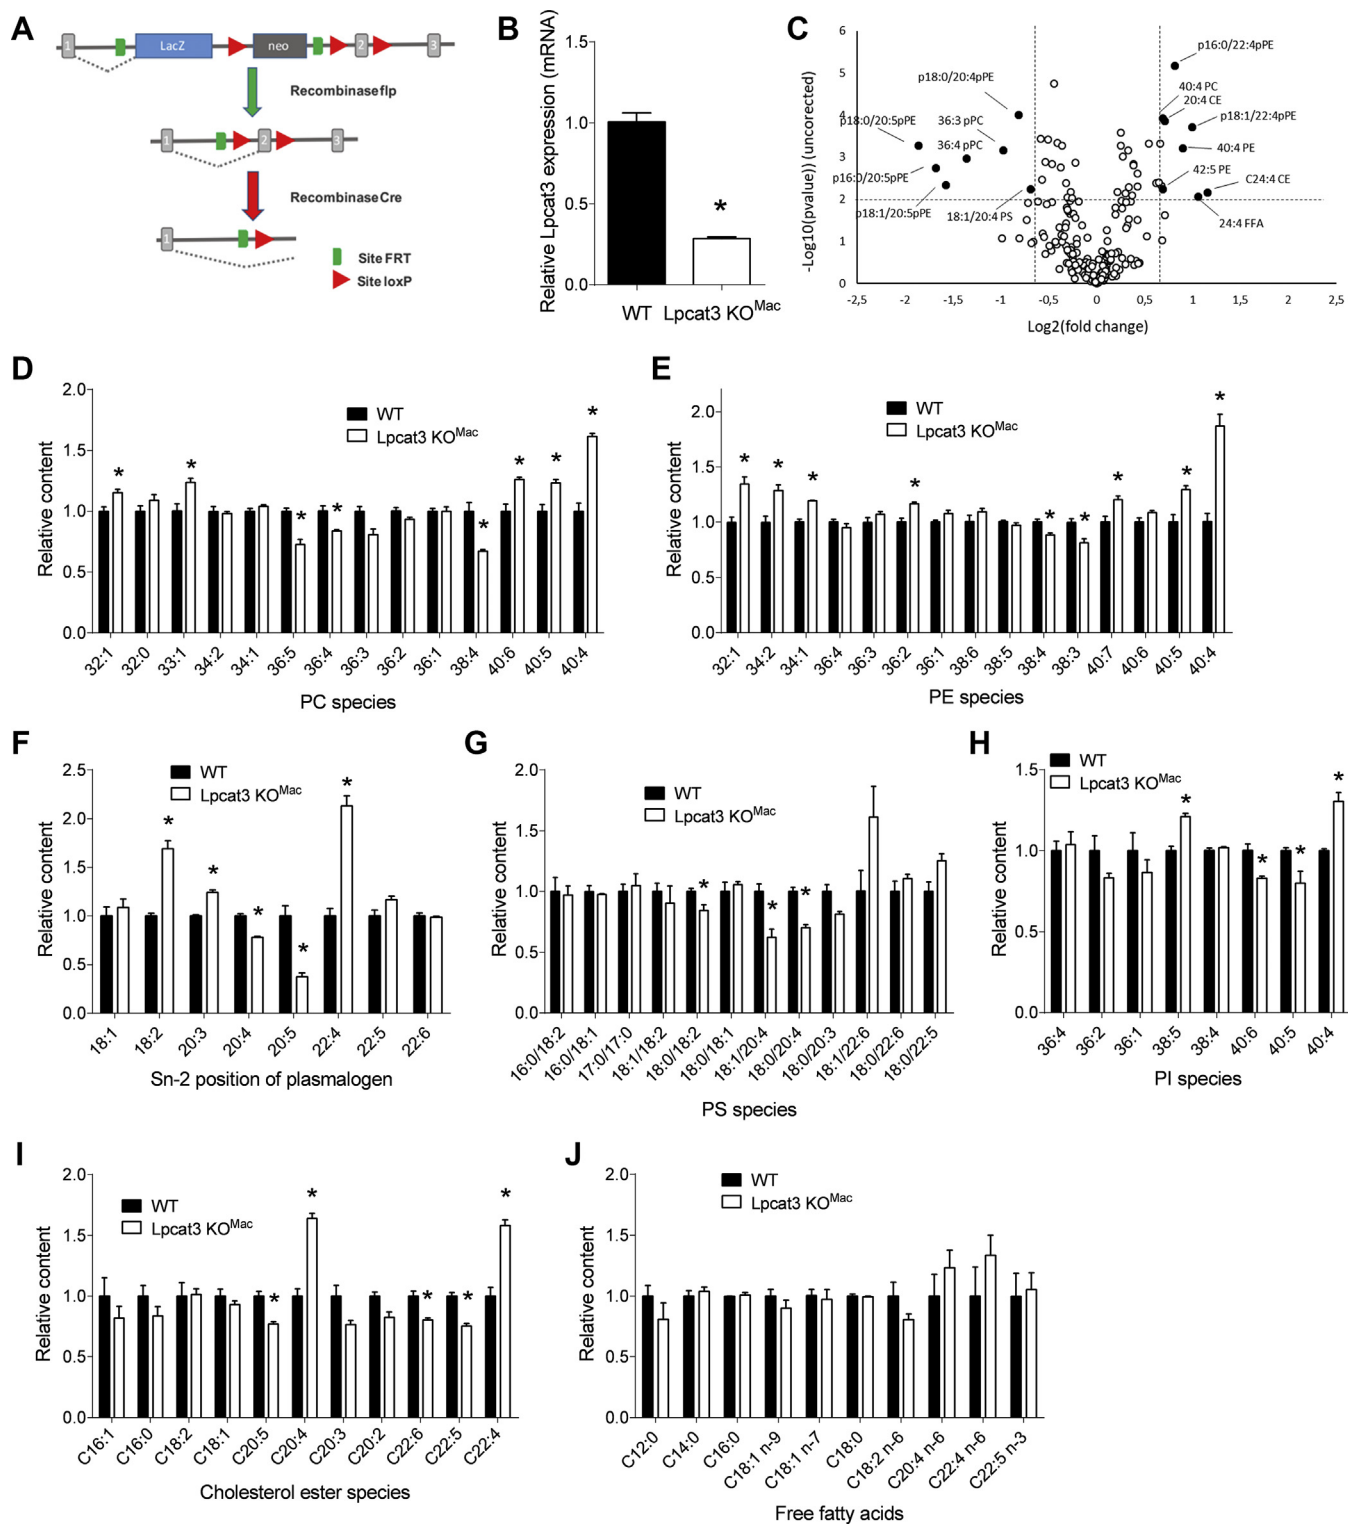 A
1
LacZ
neo
2
3
Recombinase flp
1
2
3
Recombinase Cre
1
Site FRT
Site loxP
B
Relative Lpcat3 expression (mRNA)
1.5
1.0
0.5
0.0
*
WT
Lpcat3 KOMac
C
-Log10(pvalue)) (uncorected)
6
5
4
3
2
1
0
p16:0/22:4pPE
p18:0/20:4pPE
40:4 PC
20:4 CE
p18:0/20:5pPE
36:3 pPC
p18:1/22:4pPE
36:4 pPC
40:4 PE
p16:0/20:5pPE
42:5 PE
C24:4 CE
p18:1/20:5pPE
18:1/20:4 PS
24:4 FFA
-2,5 -2 -1,5 -1 -0,5 0 0,5 1 1,5 2 2,5
Log2(fold change)
D
Relative content
2.0
1.5
1.0
0.5
0.0
WT
Lpcat3 KOMac
* * * * * * * *
32:1 32:0 33:1 34:2 34:1 36:5 36:4 36:3 36:2 36:1 38:4 40:6 40:5 40:4
PC species
E
Relative content
2.0
1.5
1.0
0.5
0.0
WT
Lpcat3 KOMac
* * * * * * * * *
32:1 34:2 34:1 36:4 36:3 36:2 36:1 38:6 38:5 38:4 38:3 40:7 40:6 40:5 40:4
PE species
F
Relative content
2.5
2.0
1.5
1.0
0.5
0.0
WT
Lpcat3 KOMac
* * * * *
18:1 18:2 20:3 20:4 20:5 22:4 22:5 22:6
Sn-2 position of plasmalogen
G
Relative content
2.0
1.5
1.0
0.5
0.0
WT
Lpcat3 KOMac
* * *
16:0/18:2 16:0/18:1 17:0/17:0 18:1/18:2 18:0/18:2 18:0/18:1 18:1/20:4 18:0/20:4 18:0/20:3 18:1/22:6 18:0/22:6 18:0/22:5
PS species
H
Relative content
1.5
1.0
0.5
0.0
WT
Lpcat3 KOMac
* * * *
36:4 36:2 36:1 38:5 38:4 40:6 40:5 40:4
PI species
I
Relative content
2.0
1.5
1.0
0.5
0.0
WT
Lpcat3 KOMac
* * * * *
C16:1 C16:0 C18:2 C18:1 C20:5 C20:4 C20:3 C20:2 C22:6 C22:5 C22:4
Cholesterol ester species
J
Relative content
2.0
1.5
1.0
0.5
0.0
WT
Lpcat3 KOMac
C12:0 C14:0 C16:0 C18:1 n-9 C18:1 n-7 C18:0 C18:2 n-6 C20:4 n-6 C22:4 n-6 C22:5 n-3
Free fatty acids